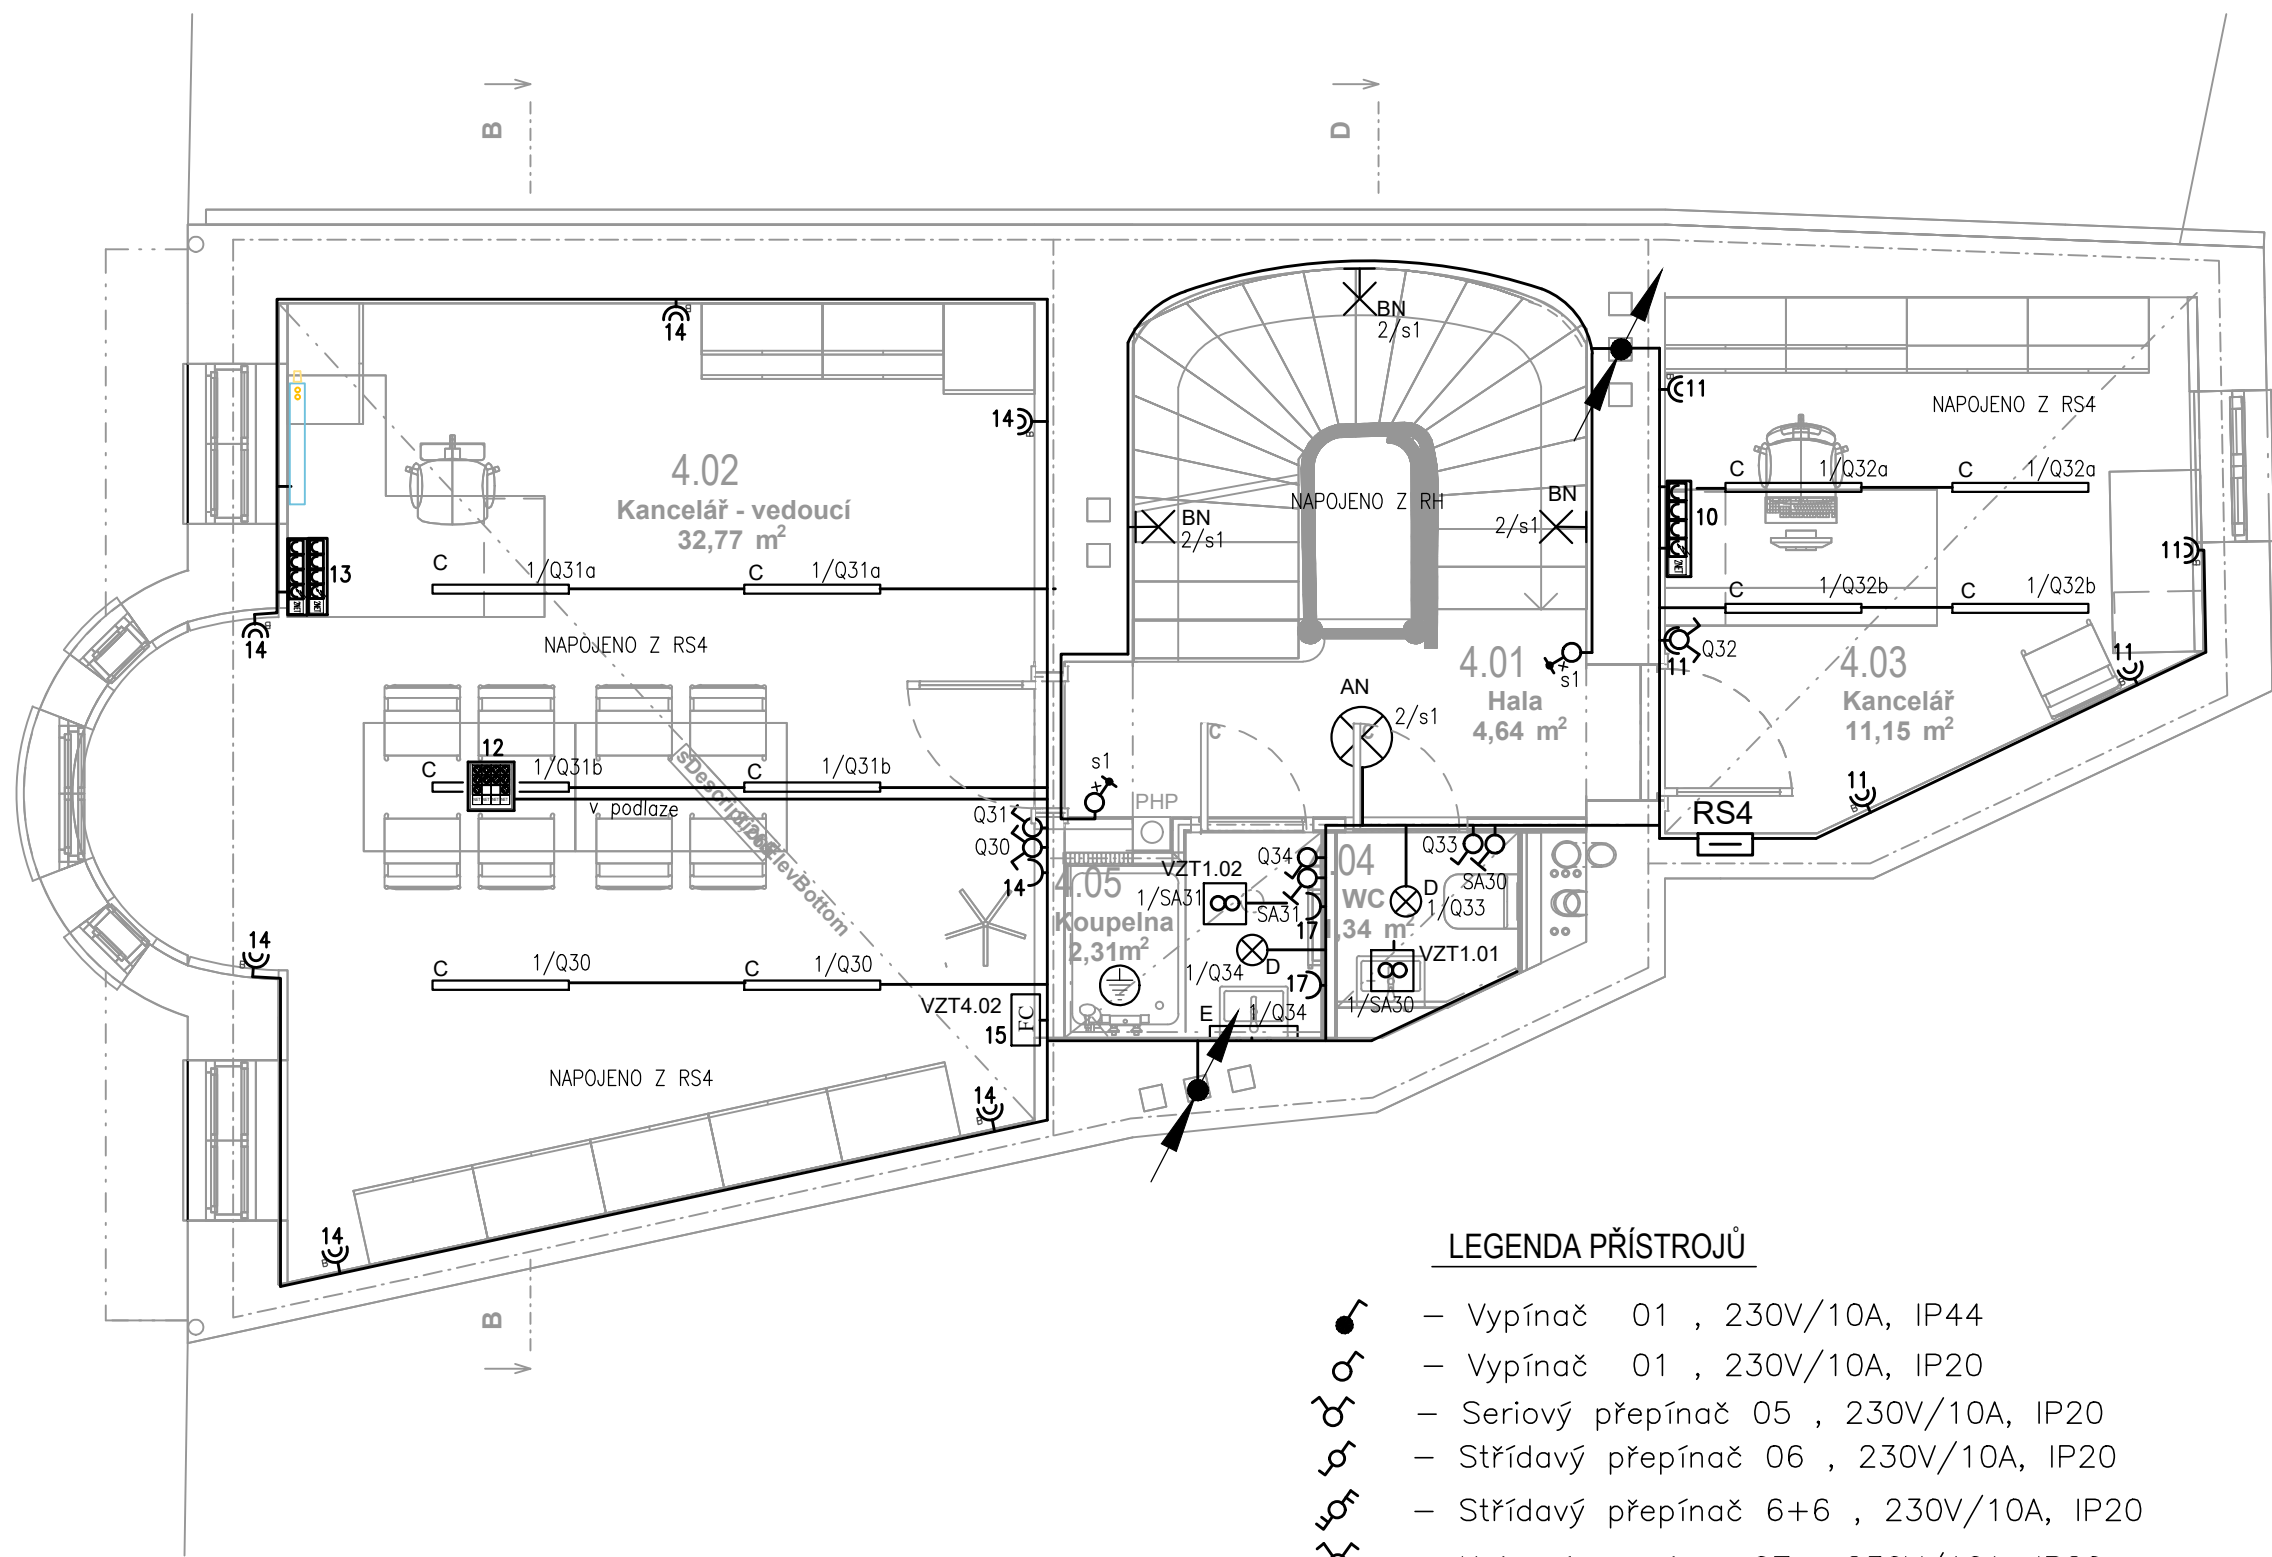 B
D
BN
2/s1
14
14
11
NAPOJENO Z RS4
4.02
Kancelář - vedoucí
32,77 m²
NAPOJENO Z RH
BN
2/s1
BN
2/s1
C
1/Q32a
C
1/Q32a
10
11
13
C
1/Q31a
C
1/Q31a
C
1/Q32b
C
1/Q32b
14
NAPOJENO Z RS4
Q32
11
11
4.01
Hala
4,64 m²
s1
4.03
Kancelář
11,15 m²
AN
2/s1
C
C
12
C
1/Q31b
C
1/Q31b
v podlaze
s1
PHP
11
RS4
Q31
Q30
14
4.05
Koupelna
2,31m²
VZT1.02
1/SA31
Q34
SA31
17
.04
WC
1,34 m²
Q33
SA30
D
1/Q33
14
C
1/Q30
C
1/Q30
VZT4.02
FC
15
1/Q34
D
17
VZT1.01
1/SA30
E
1/Q34
NAPOJENO Z RS4
14
14
B
LEGENDA PŘÍSTROJŮ
– Vypínač 01 , 230V/10A, IP44
– Vypínač 01 , 230V/10A, IP20
– Seriový přepínač 05 , 230V/10A, IP20
– Střídavý přepínač 06 , 230V/10A, IP20
– Střídavý přepínač 6+6 , 230V/10A, IP20